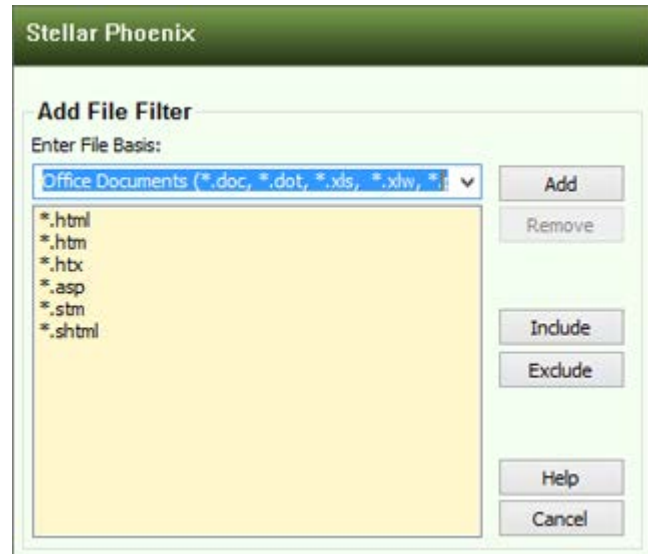 Stellar Phoenix
Add File Filter
Enter File Basis:
Office Documents (*.doc, *.dot, *.xls, *.xlw, *.
Add
*.html
Remove
*.htm
*.htx
*.asp
*.stm
*.shtml
Include
Exclude
Help
Cancel